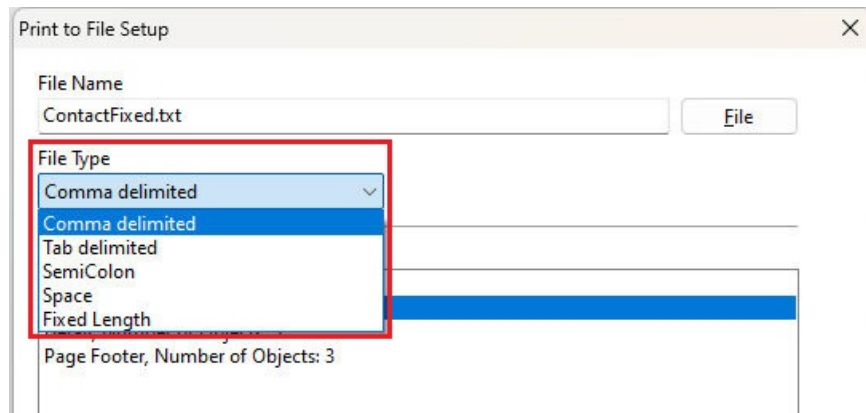 Print to File Setup
File Name
ContactFixed.txt
File
File Type
Comma delimited
Comma delimited
Tab delimited
SemiColon
Space
Fixed Length
Page Footer, Number of Objects: 3